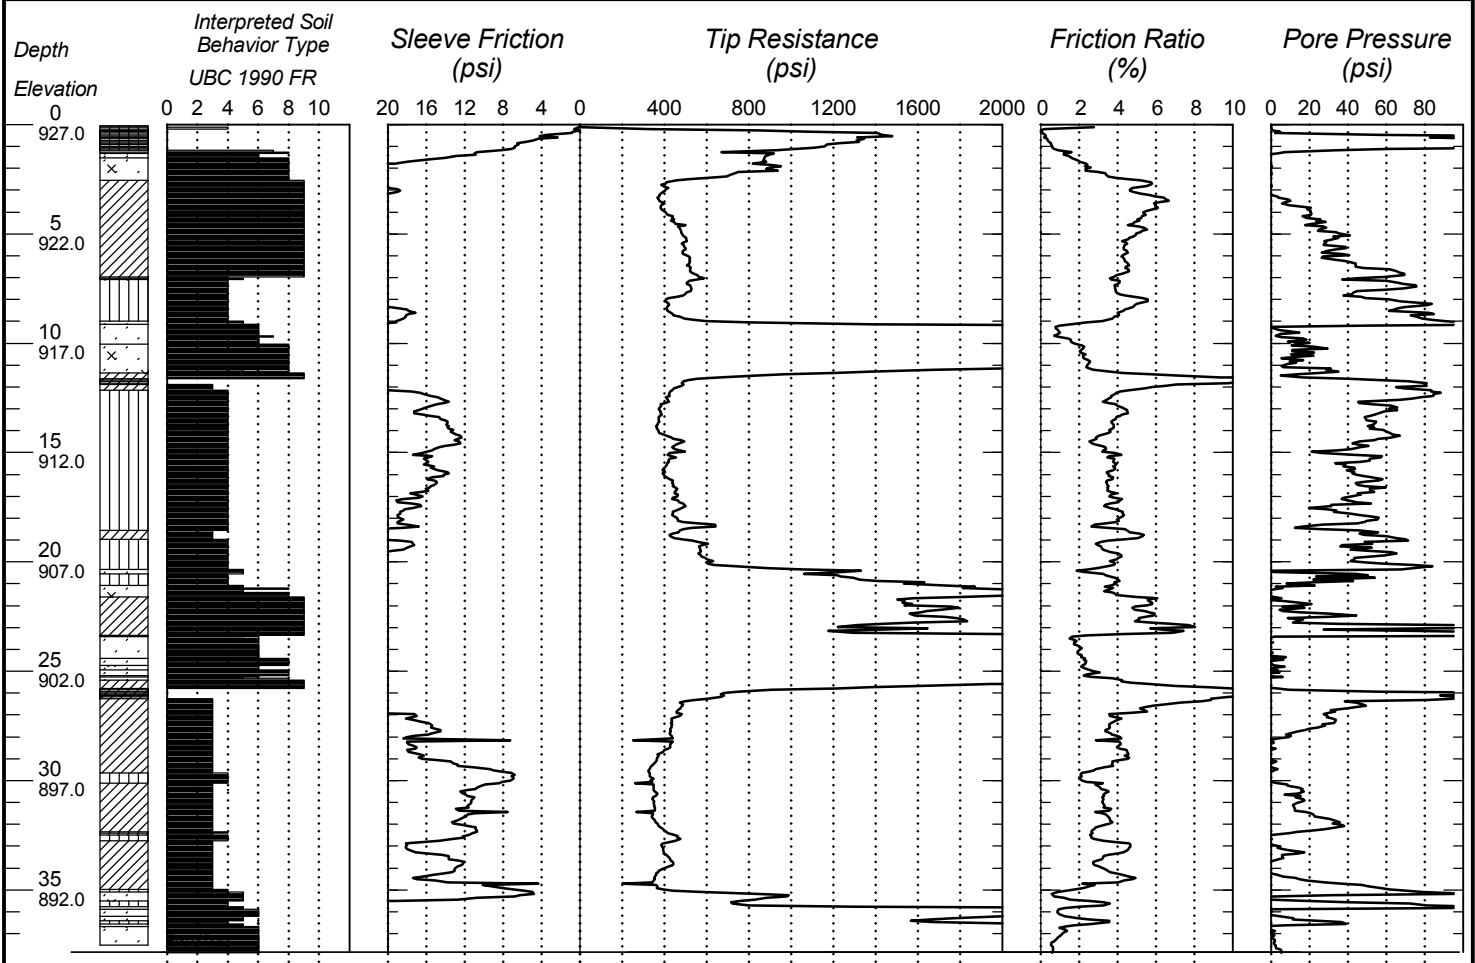 Depth
Elevation
Interpreted Soil
Behavior Type
UBC 1990 FR
Sleeve Friction
(psi)
Tip Resistance
(psi)
Friction Ratio
(%)
Pore Pressure
(psi)
0 2 4 6 8 10
20 16 12 8 4 0
400 800 1200 1600 2000
0 2 4 6 8 10
0 20 40 60 80
0
927.0
5
922.0
10
917.0
15
912.0
20
907.0
25
902.0
30
897.0
35
892.0